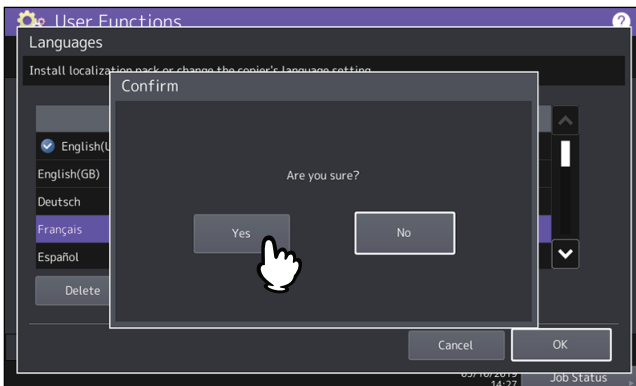 User Functions
?
Languages
Install localization pack or change the copier's language setting
Confirm
English(U
English(GB)
Are you sure?
Deutsch
Français
Yes
No
Español
Delete
Cancel
OK
14:27
Job Status